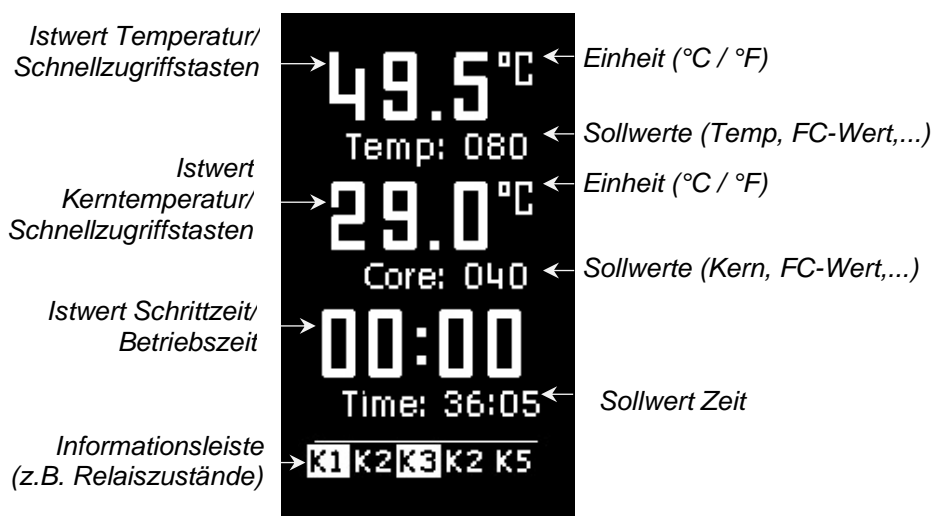 Istwert Temperatur/
Schnellzugriffstasten
49.5°C
Einheit (°C / °F)
Temp: 080
Sollwerte (Temp, FC-Wert,...)
Istwert
Kerntemperatur/
Schnellzugriffstasten
29.0°C
Einheit (°C / °F)
Core: 040
Sollwerte (Kern, FC-Wert,...)
Istwert Schrittzeit/
Betriebszeit
00:00
Time: 36:05
Sollwert Zeit
Informationsleiste
(z.B. Relaiszustände)
K1 K2 K3 K2 K5